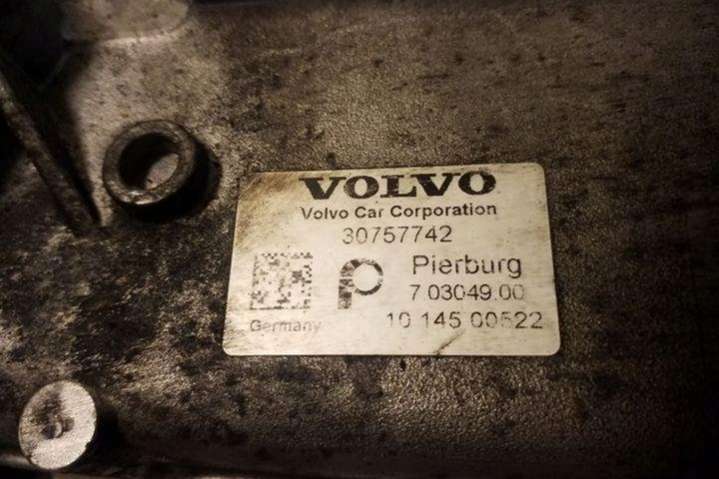 VOLVO
Volvo Car Corporation
30757742
Pierburg
7.03049.00
Germany
10 145 00522